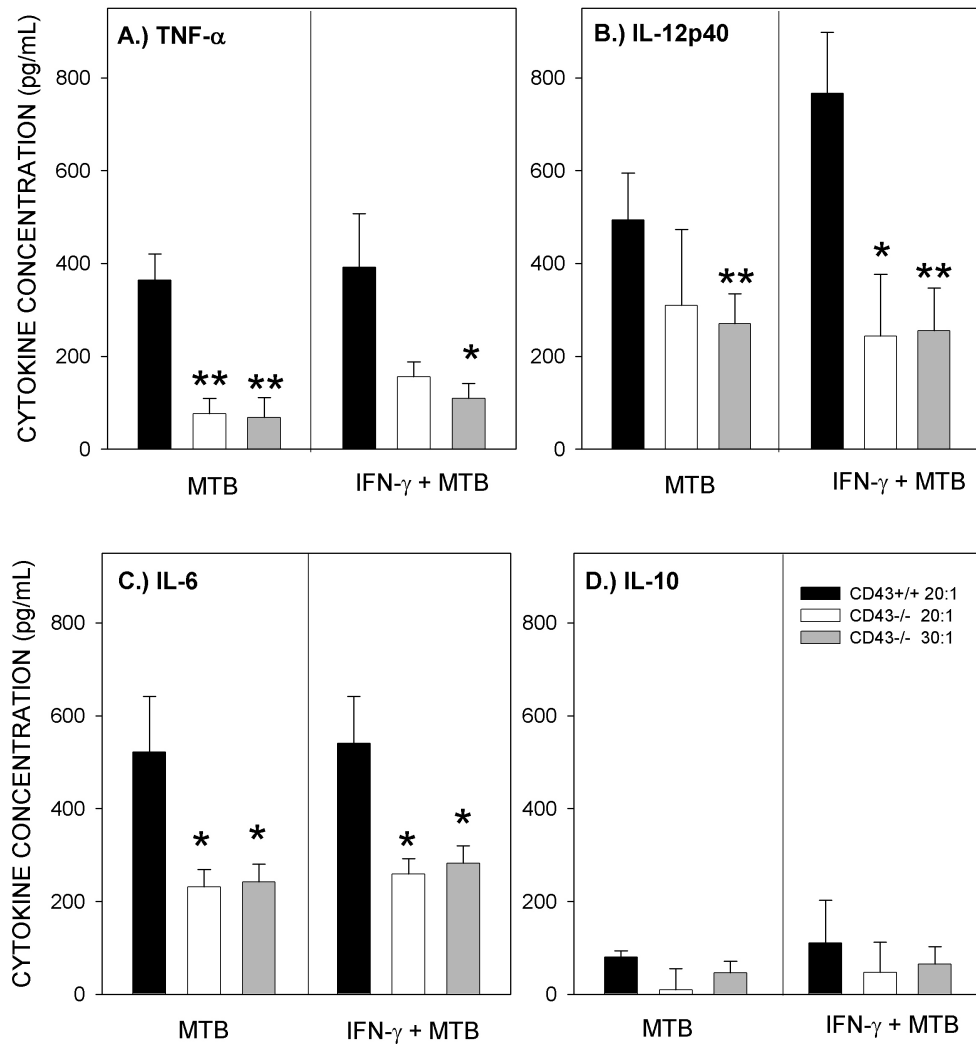 A.) TNF-α
B.) IL-12p40
CYTOKINE CONCENTRATION (pg/mL)
800
600
400
200
0
** ** *
MTB
IFN-γ + MTB
800
600
400
200
0
** * **
MTB
IFN-γ + MTB
C.) IL-6
D.) IL-10
CYTOKINE CONCENTRATION (pg/mL)
800
600
400
200
0
* * * *
MTB
IFN-γ + MTB
CD43+/+ 20:1
CD43-/- 20:1
CD43-/- 30:1
800
600
400
200
0
MTB
IFN-γ + MTB